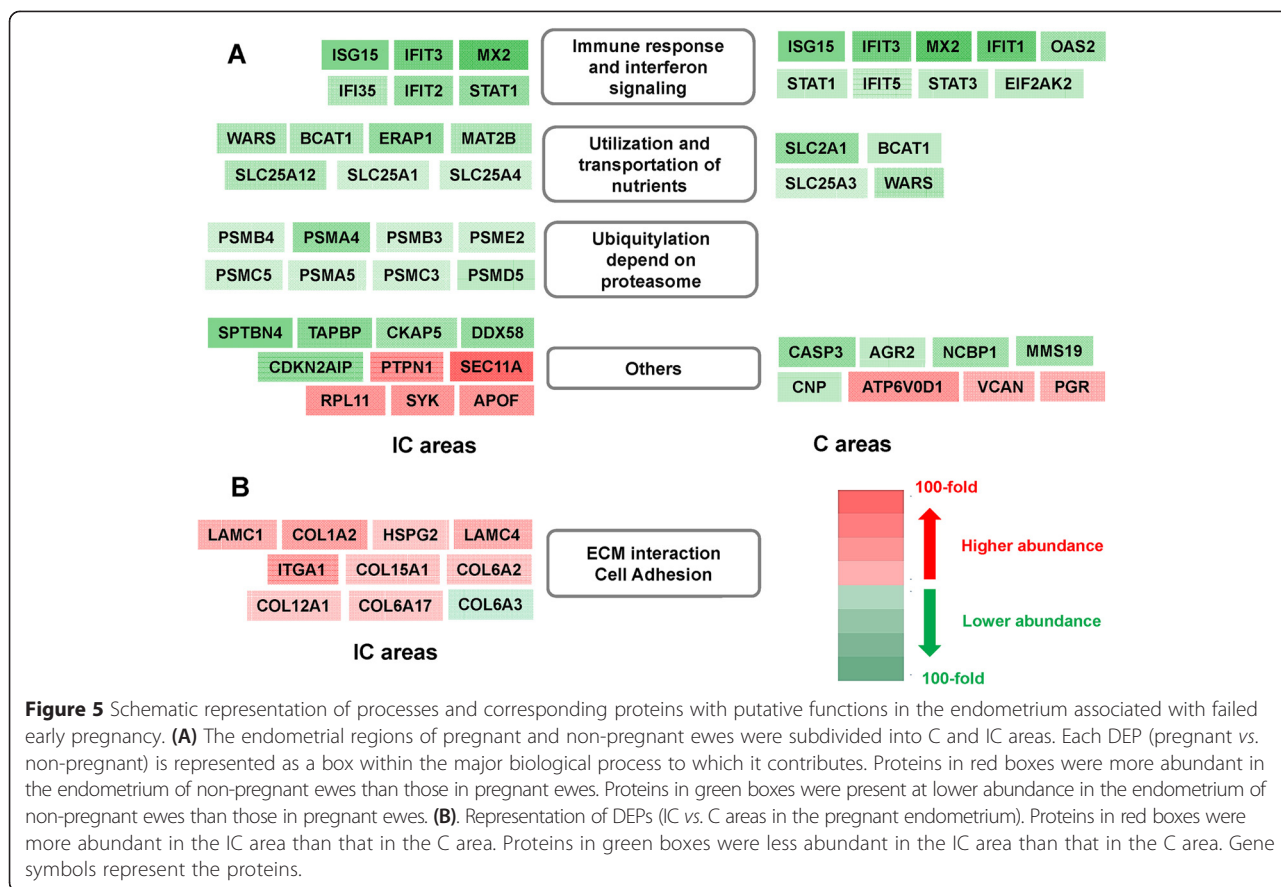 A
ISG15 IFIT3 MX2
IFI35 IFIT2 STAT1
Immune response
and interferon
signaling
ISG15 IFIT3 MX2 IFIT1 OAS2
STAT1 IFIT5 STAT3 EIF2AK2
WARS BCAT1 ERAP1 MAT2B
SLC25A12 SLC25A1 SLC25A4
Utilization and
transportation of
nutrients
SLC2A1 BCAT1
SLC25A3 WARS
PSMB4 PSMA4 PSMB3 PSME2
PSMC5 PSMA5 PSMC3 PSMD5
Ubiquitylation
depend on
proteasome
SPTBN4 TAPBP CKAP5 DDX58
CDKN2AIP PTPN1 SEC11A
RPL11 SYK APOF
Others
CASP3 AGR2 NCBP1 MMS19
CNP ATP6V0D1 VCAN PGR
IC areas
C areas
B
LAMC1 COL1A2 HSPG2 LAMC4
ITGA1 COL15A1 COL6A2
COL12A1 COL6A17 COL6A3
ECM interaction
Cell Adhesion
IC areas
100-fold
Higher abundance
Lower abundance
100-fold
Figure 5 Schematic representation of processes and corresponding proteins with putative functions in the endometrium associated with failed
early pregnancy. (A) The endometrial regions of pregnant and non-pregnant ewes were subdivided into C and IC areas. Each DEP (pregnant vs.
non-pregnant) is represented as a box within the major biological process to which it contributes. Proteins in red boxes were more abundant in
the endometrium of non-pregnant ewes than those in pregnant ewes. Proteins in green boxes were present at lower abundance in the endometrium of
non-pregnant ewes than those in pregnant ewes. (B). Representation of DEPs (IC vs. C areas in the pregnant endometrium). Proteins in red boxes were
more abundant in the IC area than that in the C area. Proteins in green boxes were less abundant in the IC area than that in the C area. Gene
symbols represent the proteins.